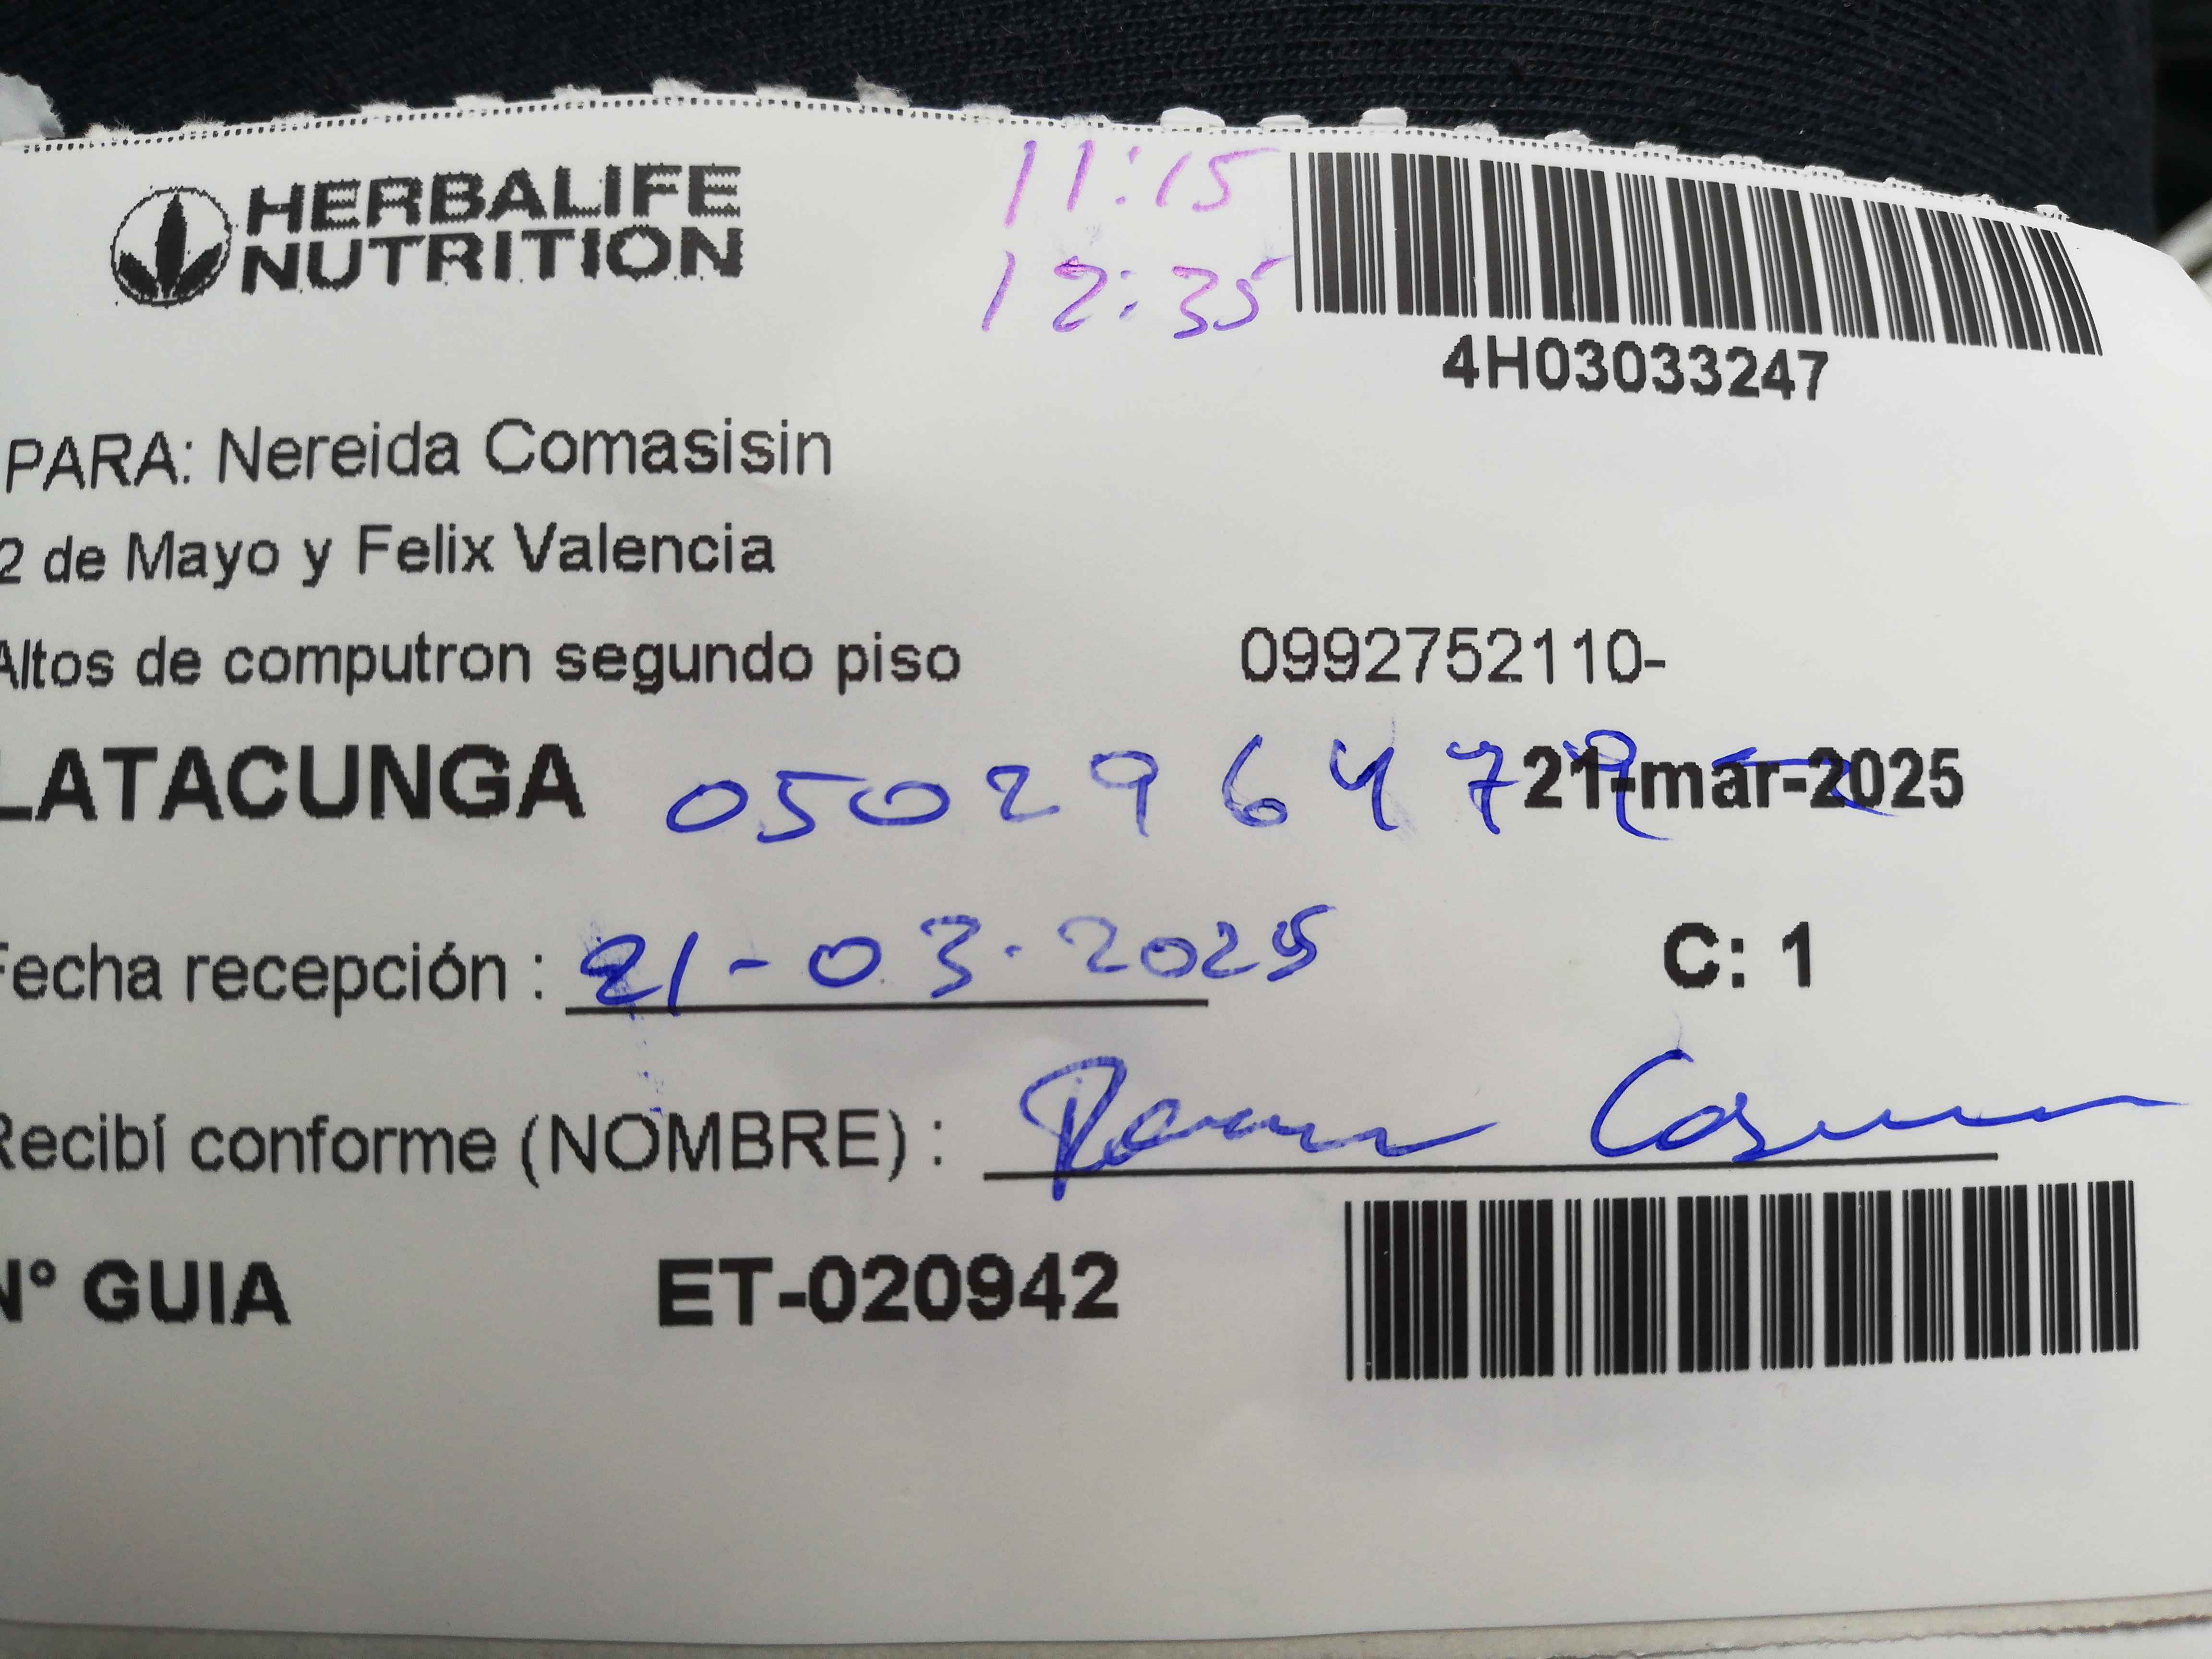 HERBALIFE
NUTRITION
11:15
12:35
4H03033247
PARA: Nereida Comasisin
2 de Mayo y Felix Valencia
Altos de computron segundo piso 0992752110-
LATACUNGA 21-mar-2025
Fecha recepción : 21-03-2025
C: 1
Recibí conforme (NOMBRE) :
N° GUIA ET-020942